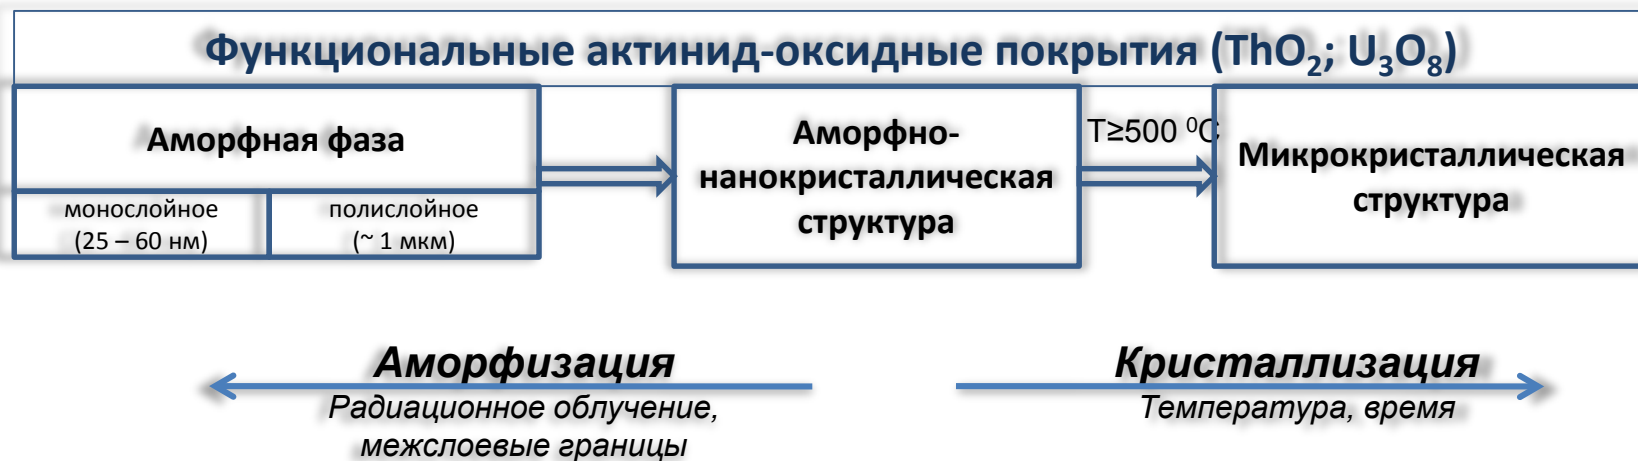 Функциональные актинид-оксидные покрытия (ThO₂; U₃O₈)
Аморфная фаза
монослойное
(25 – 60 нм)
полислойное
(~ 1 мкм)
Аморфно-
нанокристаллическая
структура
T≥500 ⁰C
Микрокристаллическая
структура
Аморфизация
Радиационное облучение,
межслоевые границы
Кристаллизация
Температура, время